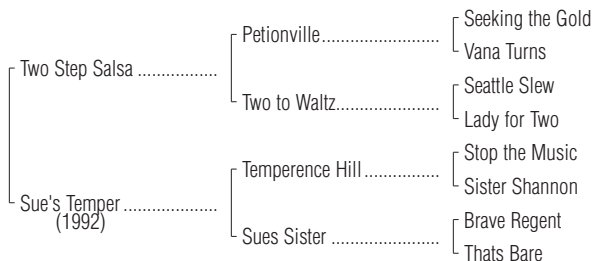 Seeking the Gold
Petionville........................
Vana Turns
Two Step Salsa ................
Seattle Slew
Two to Waltz.....................
Lady for Two
Stop the Music
Temperence Hill...............
Sister Shannon
Sue's Temper ...................
(1992)
Brave Regent
Sues Sister ......................
Thats Bare